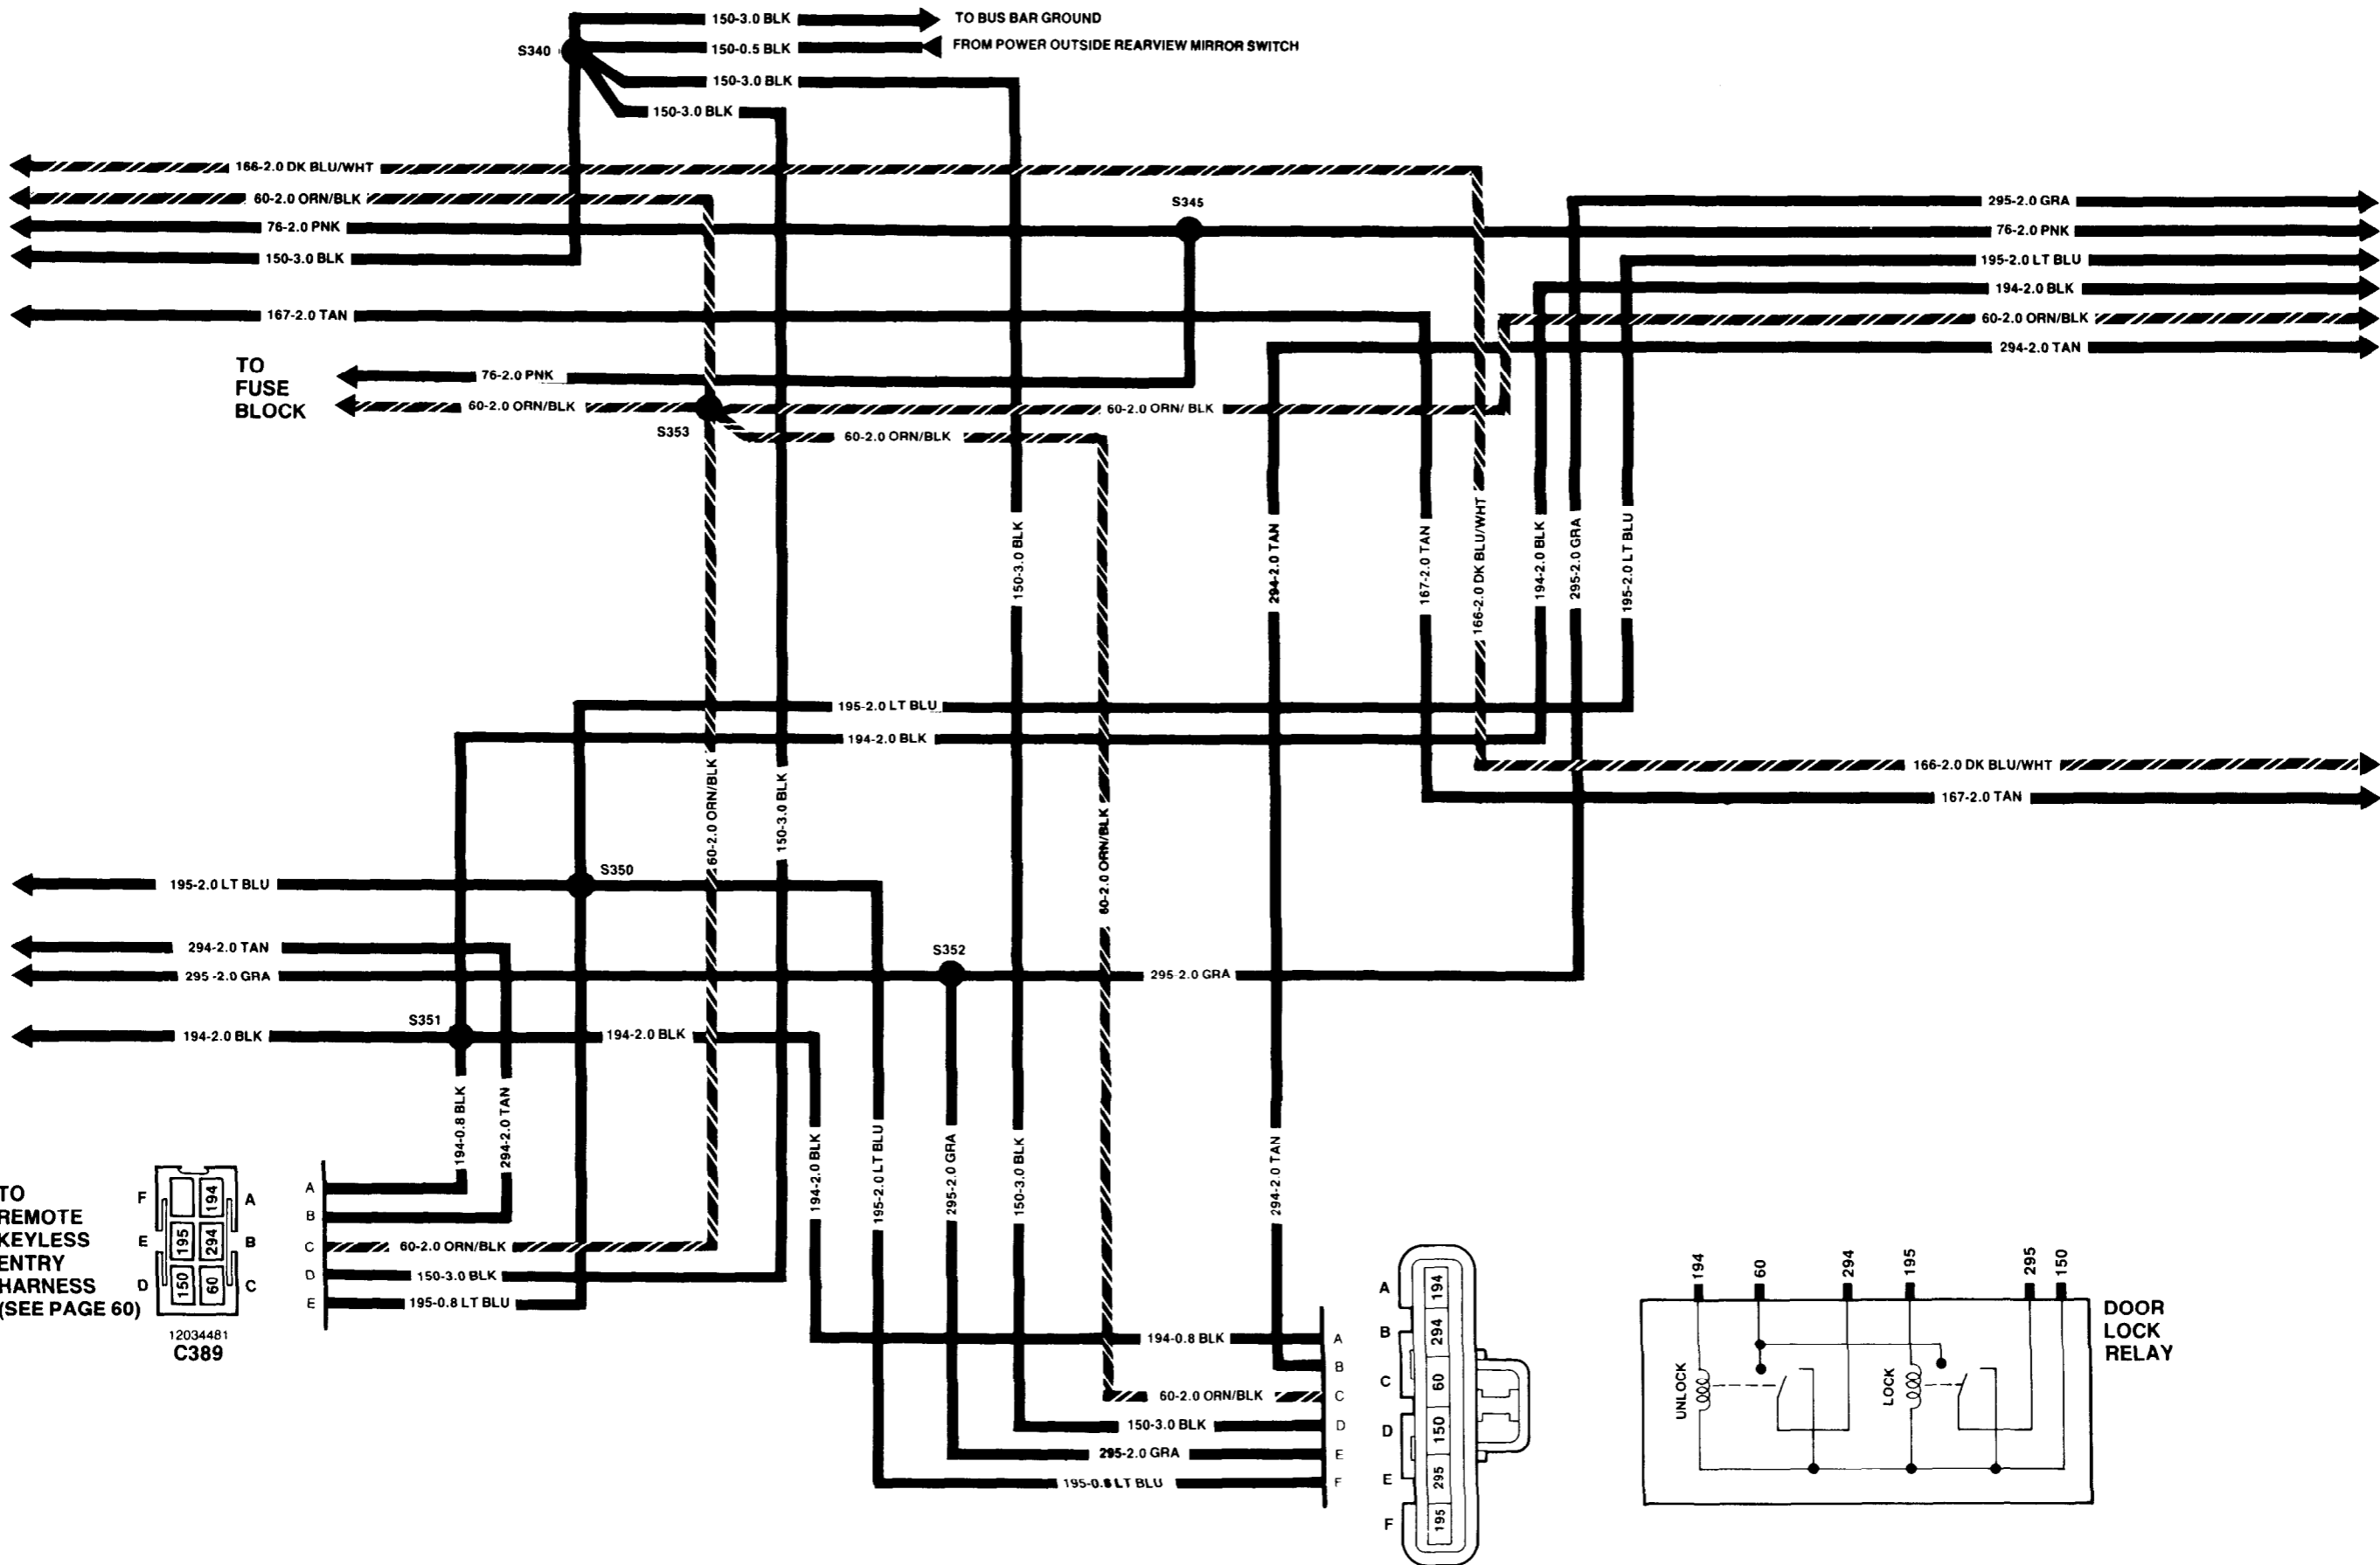 150-3.0 BLK
TO BUS BAR GROUND
S340
150-0.5 BLK
FROM POWER OUTSIDE REARVIEW MIRROR SWITCH
150-3.0 BLK
150-3.0 BLK
166-2.0 DK BLU/WHT
60-2.0 ORN/BLK
76-2.0 PNK
150-3.0 BLK
167-2.0 TAN
S345
295-2.0 GRA
76-2.0 PNK
195-2.0 LT BLU
194-2.0 BLK
60-2.0 ORN/BLK
294-2.0 TAN
TO
FUSE
BLOCK
76-2.0 PNK
60-2.0 ORN/BLK
60-2.0 ORN/ BLK
S353
60-2.0 ORN/BLK
150-3.0 BLK
294-2.0 TAN
167-2.0 TAN
166-2.0 DK BLU/WHT
194-2.0 BLK
295-2.0 GRA
195-2.0 LT BLU
195-2.0 LT BLU
194-2.0 BLK
60-2.0 ORN/BLK
150-3.0 BLK
60-2.0 ORN/BLK
166-2.0 DK BLU/WHT
167-2.0 TAN
195-2.0 LT BLU
S350
294-2.0 TAN
295 -2.0 GRA
S352
295-2.0 GRA
194-2.0 BLK
S351
194-2.0 BLK
194-0.8 BLK
294-2.0 TAN
194-2.0 BLK
195-2.0 LT BLU
295-2.0 GRA
150-3.0 BLK
294-2.0 TAN
TO
REMOTE
KEYLESS
ENTRY
HARNESS
(SEE PAGE 60)
F
194
A
E
195
294
B
D
150
60
C
12034481
C389
A
B
C
60-2.0 ORN/BLK
D
150-3.0 BLK
E
195-0.8 LT BLU
194-0.8 BLK
A
B
60-2.0 ORN/BLK
C
150-3.0 BLK
D
295-2.0 GRA
E
195-0.8 LT BLU
F
A
194
B
294
C
60
D
150
E
295
F
195
194
60
294
195
295
150
UNLOCK
LOCK
DOOR
LOCK
RELAY